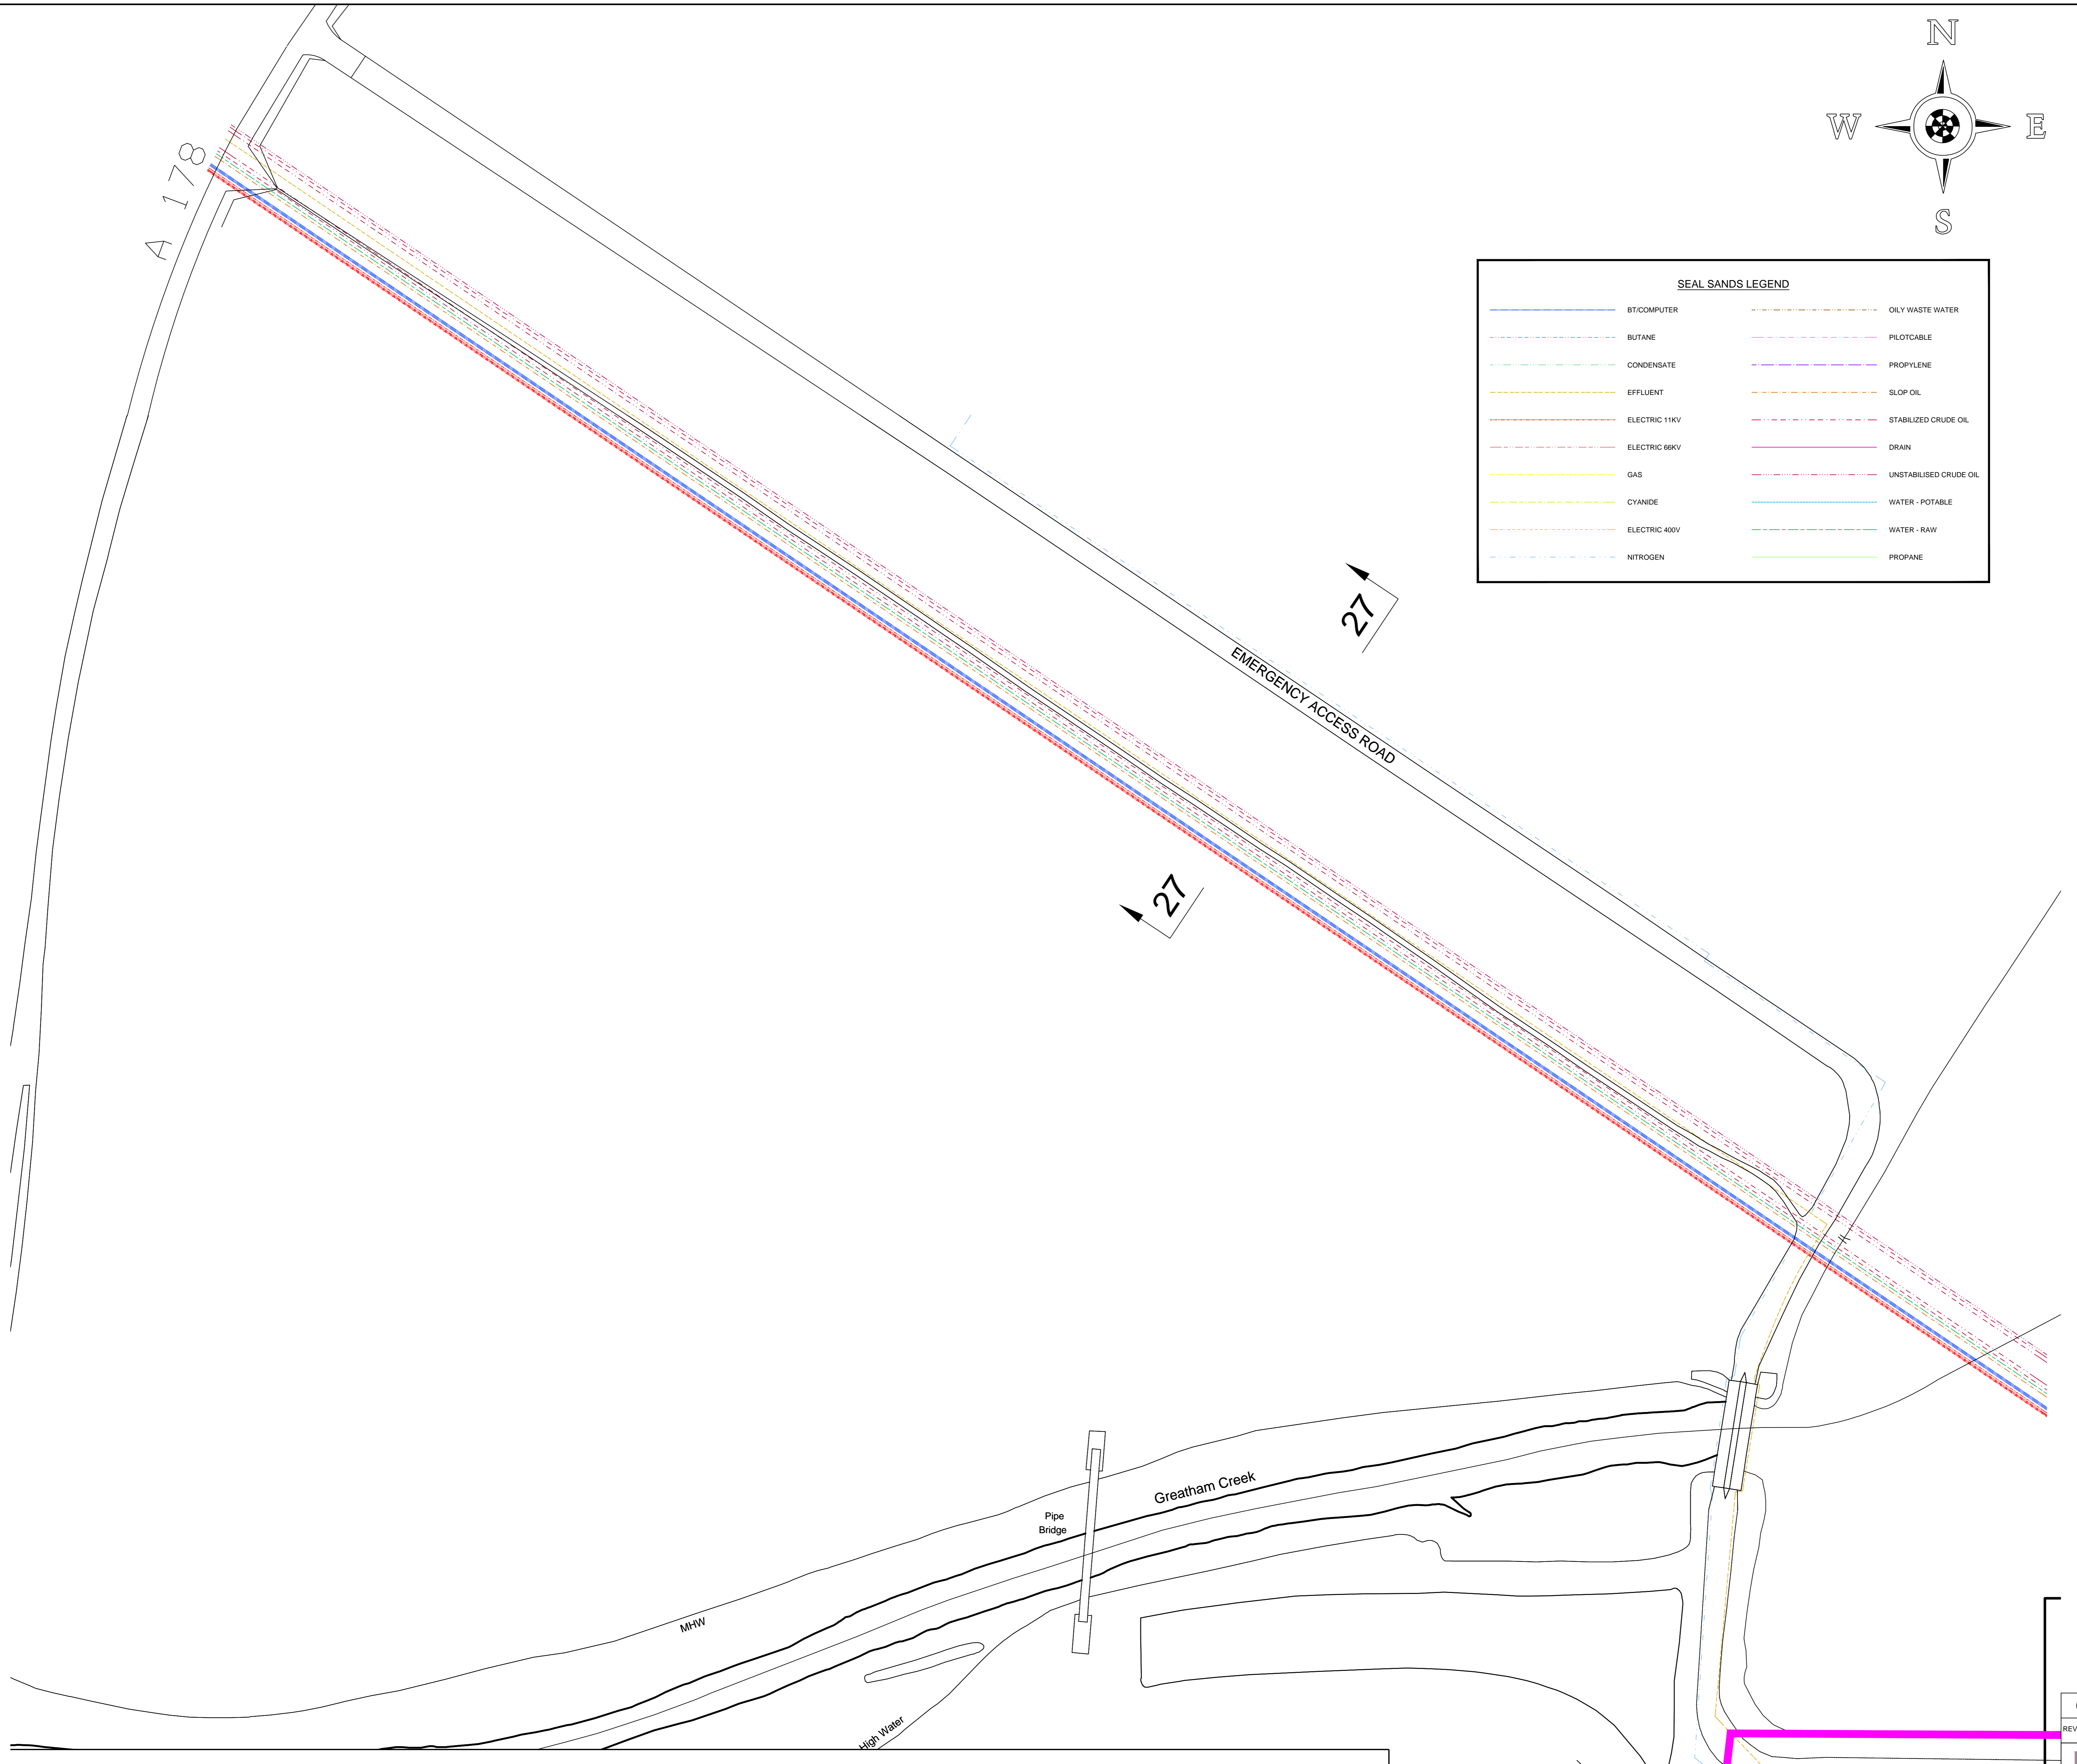 N
W E
S
A 178
SEAL SANDS LEGEND
BT/COMPUTER
BUTANE
CONDENSATE
EFFLUENT
ELECTRIC 11KV
ELECTRIC 66KV
GAS
CYANIDE
ELECTRIC 400V
NITROGEN
OILY WASTE WATER
PILOTCABLE
PROPYLENE
SLOP OIL
STABILIZED CRUDE OIL
DRAIN
UNSTABILISED CRUDE OIL
WATER - POTABLE
WATER - RAW
PROPANE
27
EMERGENCY ACCESS ROAD
27
Greatham Creek
Pipe
Bridge
MHW
High Water
REV